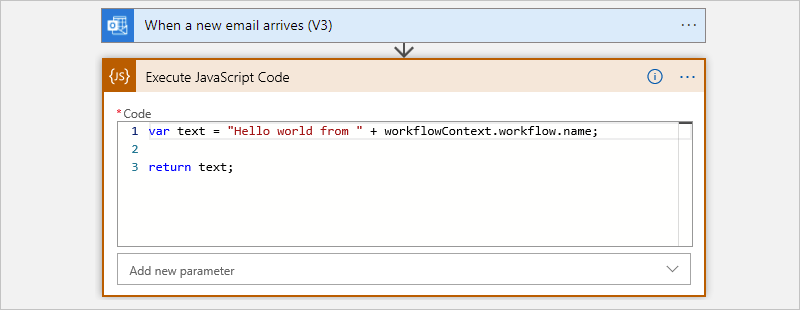 When a new email arrives (V3)
{JS} Execute JavaScript Code
*Code
1 var text = "Hello world from " + workflowContext.workflow.name;
2
3 return text;
Add new parameter